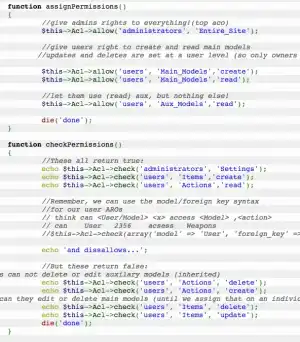 function assignPermissions()
{
//give admins rights to everything!(top aco)
$this->Acl->allow('administrators', 'Entire_Site');
//give users right to create and read main models
//updates and deletes are set at a user level (so only owners
$this->Acl->allow('users', 'Main_Models','create');
$this->Acl->allow('users', 'Main_Models','read');
//let them use (read) aux, but nothing else!
$this->Acl->allow('users', 'Aux_Models','read');
die('done');
}
function checkPermissions()
{
//These all return true:
echo $this->Acl->check('administrators', 'Settings');
echo $this->Acl->check('users', 'Items','create');
echo $this->Acl->check('users', 'Actions','read');
//Remember, we can use the model/foreign key syntax
//for our user AROs
// think can <User/Model> <x> access <Model> ,<action>
// can User 2356 access Weapons
//$this->Acl->check(array('model' => 'User', 'foreign_key' =>
echo 'and dissallows...';
//But these return false:
s can not delete or edit auxilary models (inherited)
echo $this->Acl->check('users', 'Actions', 'delete');
echo $this->Acl->check('users', 'Actions', 'create');
can they edit or delete main models (until we assign that on an individ
echo $this->Acl->check('users', 'Items', 'delete');
echo $this->Acl->check('users', 'Items', 'update');
die('done');
}